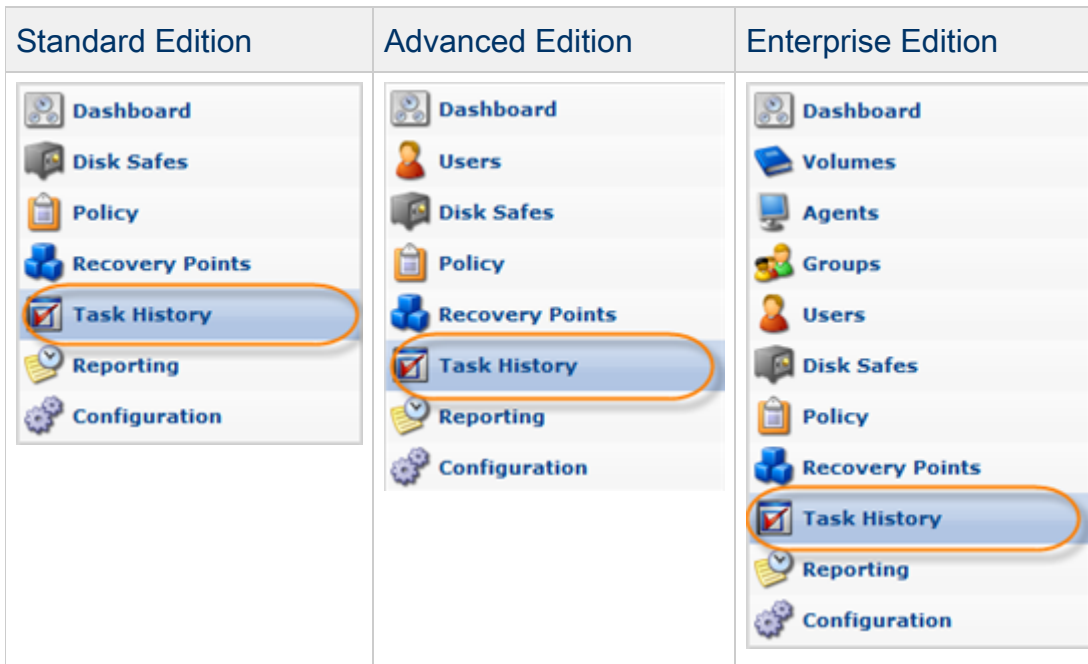 Standard Edition
Dashboard
Disk Safes
Policy
Recovery Points
Task History
Reporting
Configuration
Advanced Edition
Dashboard
Users
Disk Safes
Policy
Recovery Points
Task History
Reporting
Configuration
Enterprise Edition
Dashboard
Volumes
Agents
Groups
Users
Disk Safes
Policy
Recovery Points
Task History
Reporting
Configuration